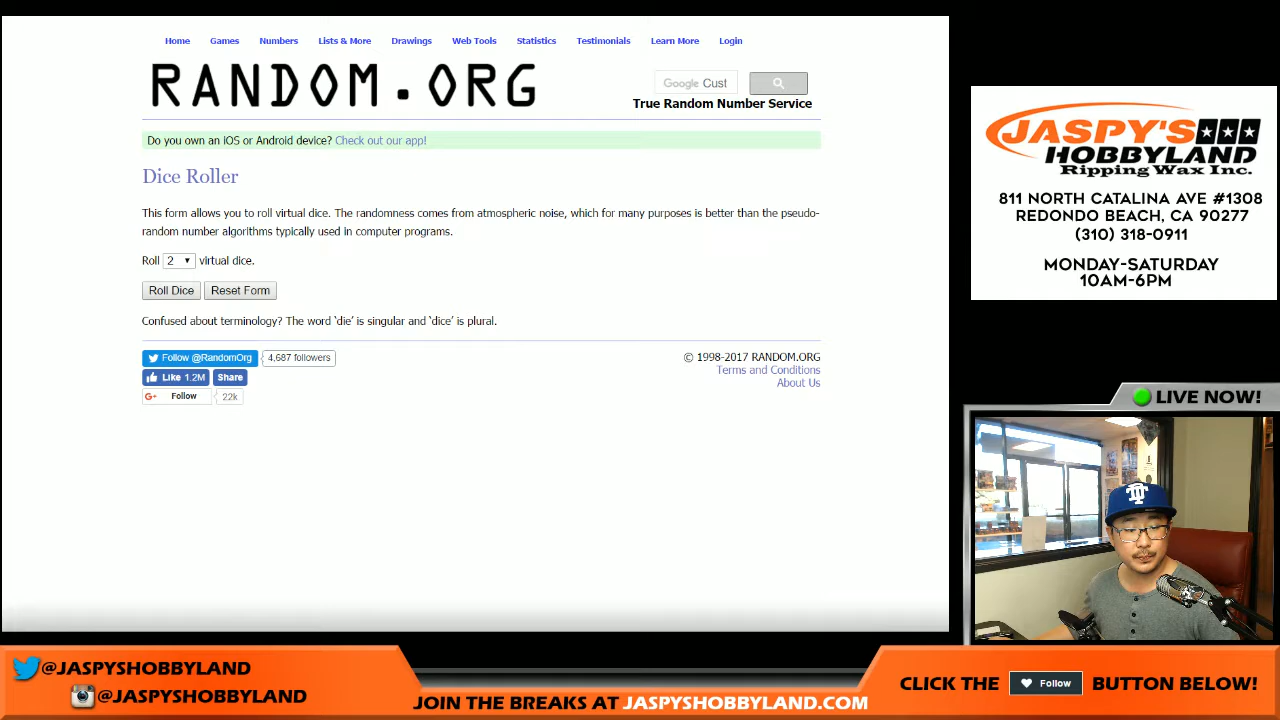 Home Games Numbers Lists & More Drawings Web Tools Statistics Testimonials Learn More Login
RANDOM.ORG
Google Cust
True Random Number Service
Do you own an iOS or Android device? Check out our app!
Dice Roller
This form allows you to roll virtual dice. The randomness comes from atmospheric noise, which for many purposes is better than the pseudo-
random number algorithms typically used in computer programs.
Roll 2 virtual dice.
Roll Dice Reset Form
Confused about terminology? The word ‘die’ is singular and ‘dice’ is plural.
Follow @RandomOrg 4,687 followers
Like 1.2M Share
G+ Follow 22k
© 1998-2017 RANDOM.ORG
Terms and Conditions
About Us
JASPY'S
HOBBYLAND
Ripping Wax Inc.
811 NORTH CATALINA AVE #1308
REDONDO BEACH, CA 90277
(310) 318-0911
MONDAY-SATURDAY
10AM-6PM
LIVE NOW!
@JASPYSHOBBYLAND
@JASPYSHOBBYLAND
JOIN THE BREAKS AT JASPYSHOBBYLAND.COM
CLICK THE Follow BUTTON BELOW!